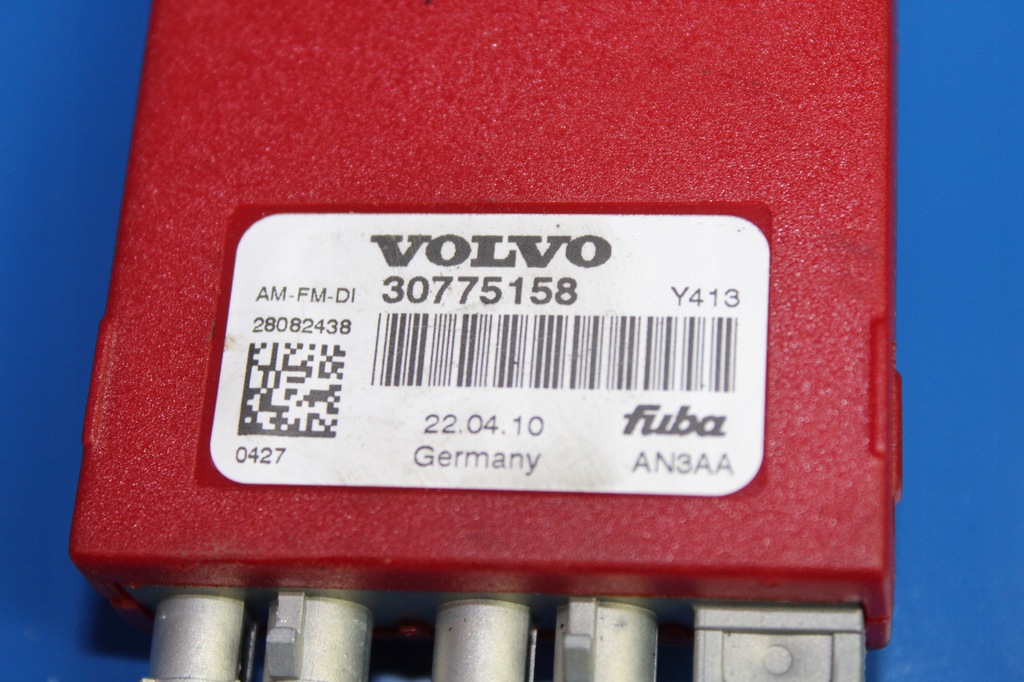 VOLVO
AM-FM-DI 30775158 Y413
28082438
22.04.10 fuba
0427 Germany AN3AA